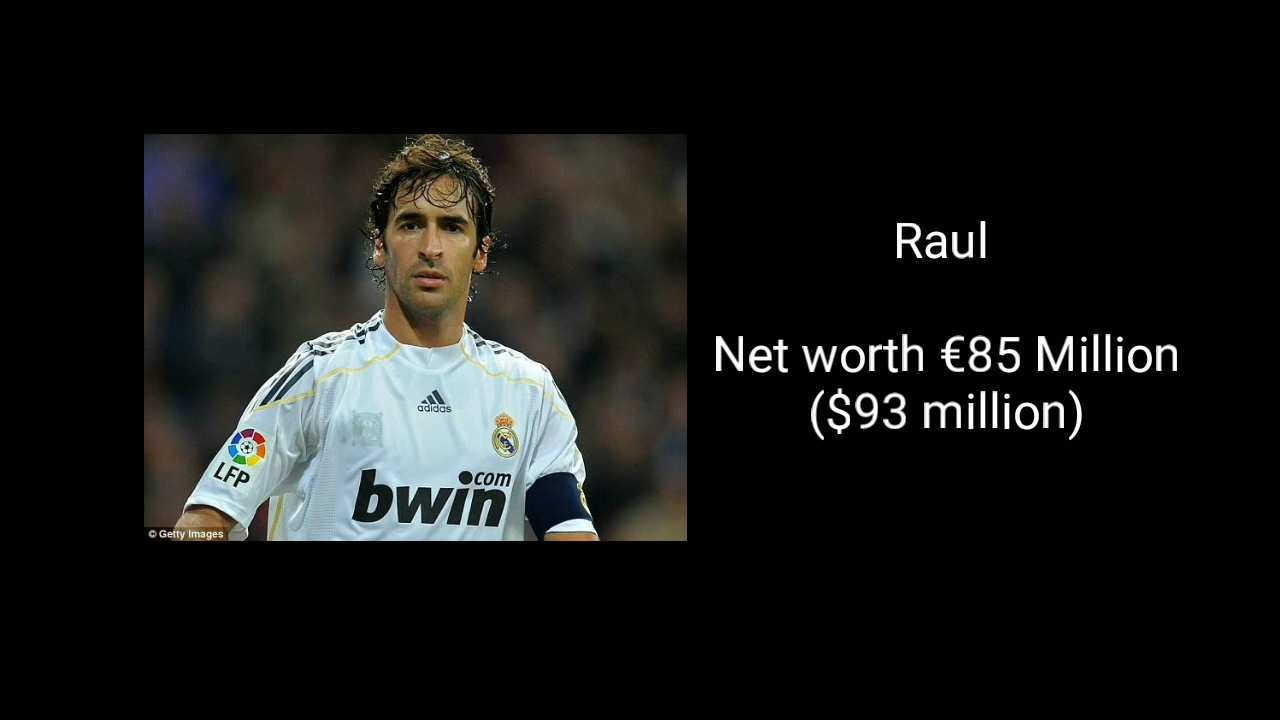 Raul
Net worth €85 Million
($93 million)
adidas
LFP
bwin.com
© Getty Images